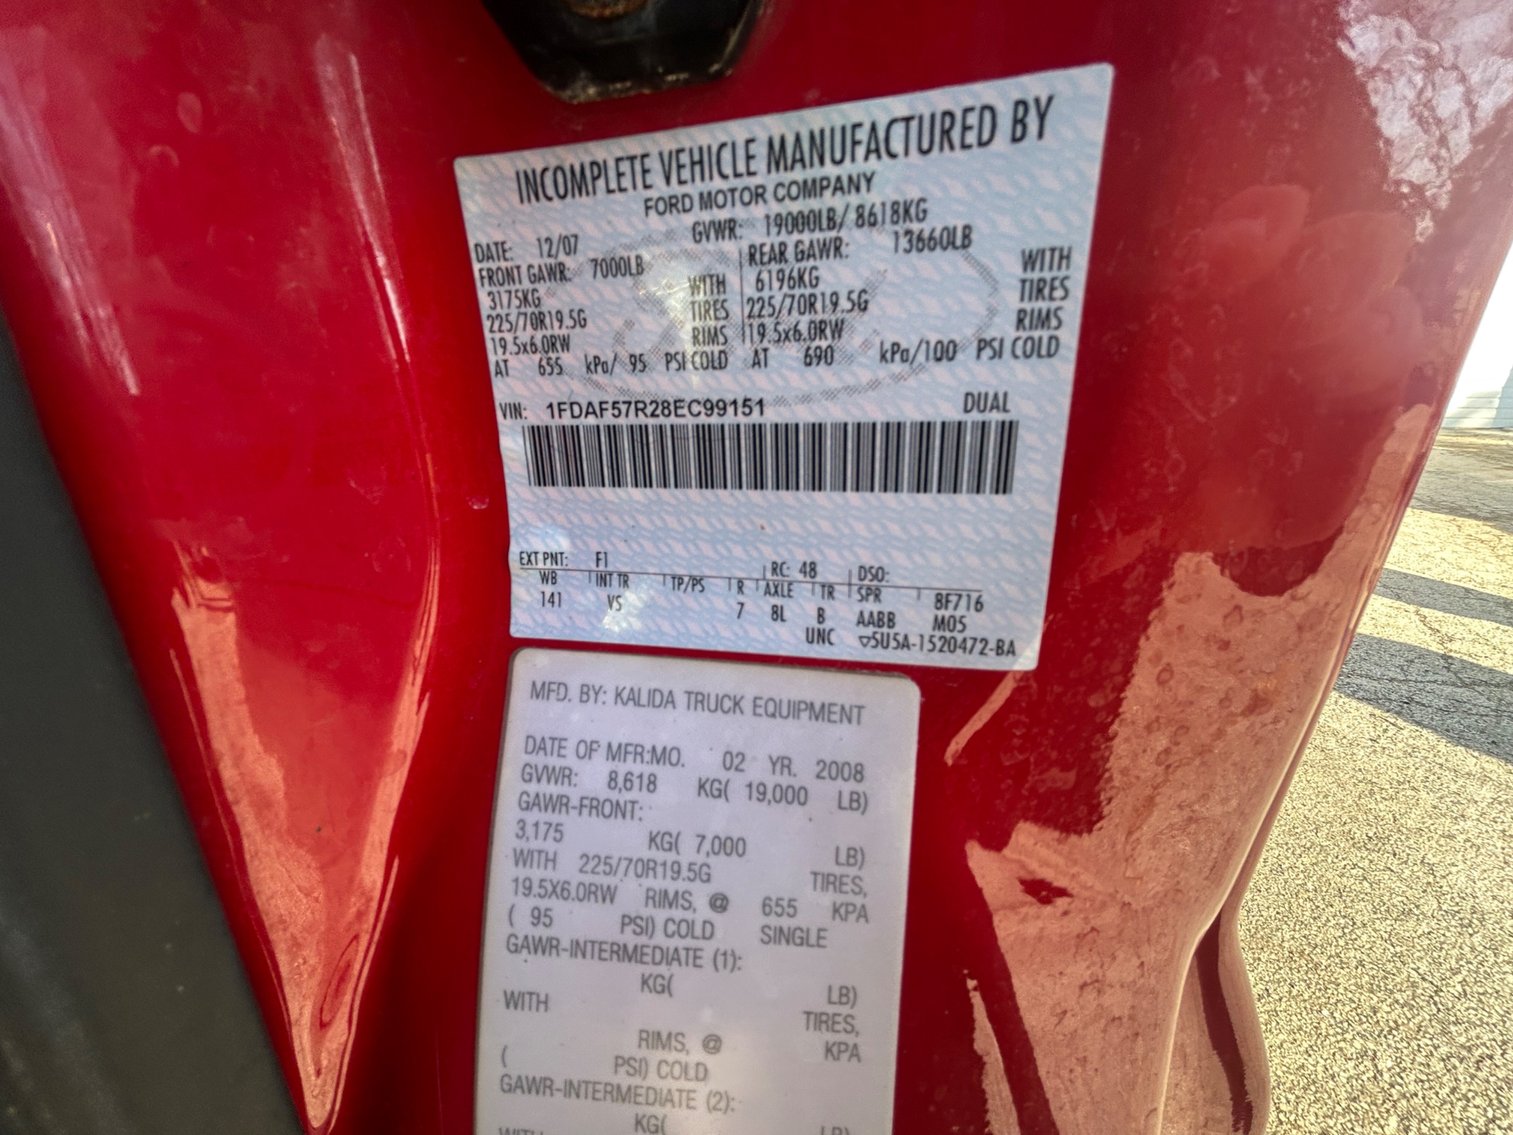 INCOMPLETE VEHICLE MANUFACTURED BY
FORD MOTOR COMPANY
DATE: 12/07 GVWR: 19000LB/ 8618KG
FRONT GAWR: 7000LB REAR GAWR: 13660LB
3175KG WITH 6196KG WITH
225/70R19.5G TIRES 225/70R19.5G TIRES
19.5x6.0RW RIMS 19.5x6.0RW RIMS
AT 655 kPa/ 95 PSI COLD AT 690 kPa/100 PSI COLD
VIN: 1FDAF57R28EC99151 DUAL
EXT PNT: F1 RC: 48 DSO:
WB INT TR TP/PS R AXLE TR SPR 8F716
141 VS 7 8L B AABB M05
UNC ▽5U5A-1520472-BA
MFD. BY: KALIDA TRUCK EQUIPMENT
DATE OF MFR:MO. 02 YR. 2008
GVWR: 8,618 KG( 19,000 LB)
GAWR-FRONT:
3,175 KG( 7,000 LB)
WITH 225/70R19.5G TIRES,
19.5X6.0RW RIMS, @ 655 KPA
( 95 PSI) COLD SINGLE
GAWR-INTERMEDIATE (1):
KG( LB)
WITH TIRES,
RIMS, @ KPA
( PSI) COLD
GAWR-INTERMEDIATE (2):
KG( LB)
WITH